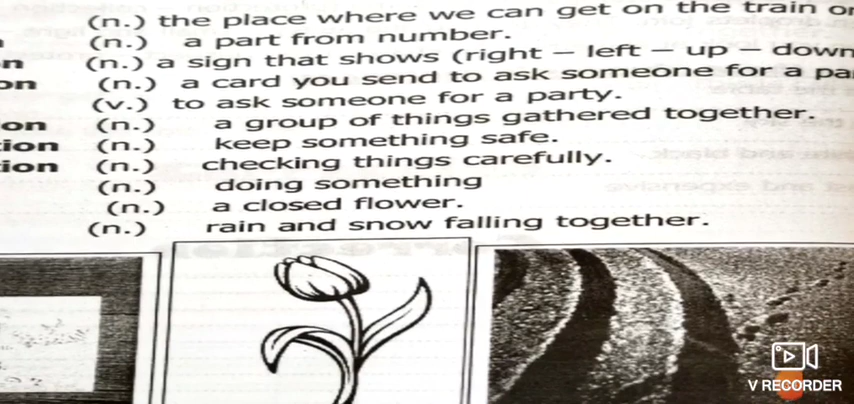 (n.) the place where we can get on the train or
(n.) a part from number.
n (n.) a sign that shows (right – left – up – down
on (n.) a card you send to ask someone for a pa
(v.) to ask someone for a party.
on (n.) a group of things gathered together.
ion (n.) keep something safe.
ion (n.) checking things carefully.
(n.) doing something
(n.) a closed flower.
(n.) rain and snow falling together.
V RECORDER